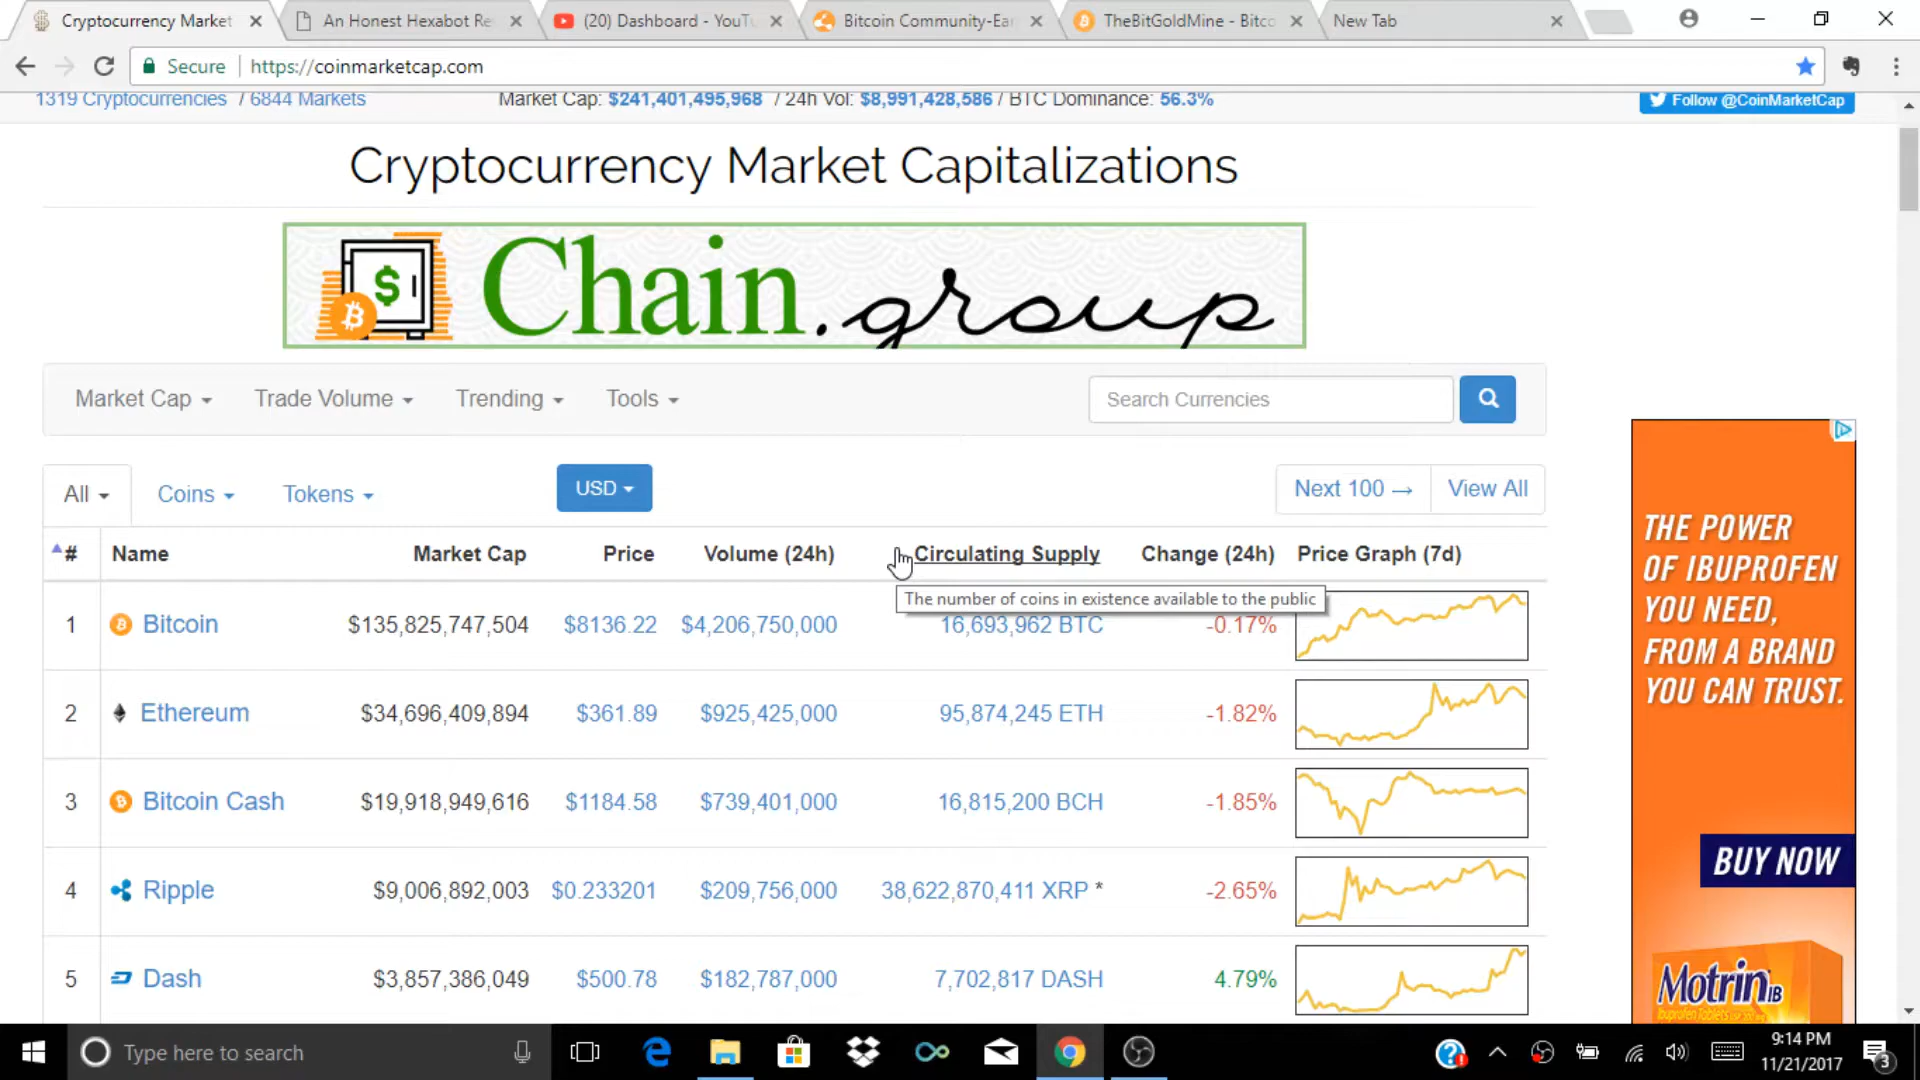 Cryptocurrency Market
An Honest Hexabot Re
(20) Dashboard - YouTu
Bitcoin Community-Ear
TheBitGoldMine - Bitco
New Tab
Secure https://coinmarketcap.com
1319 Cryptocurrencies / 6844 Markets
Market Cap: $241,401,495,968 / 24h Vol: $8,991,428,586 / BTC Dominance: 56.3%
Follow @CoinMarketCap
Cryptocurrency Market Capitalizations
Chain.group
Market Cap Trade Volume Trending Tools
Search Currencies
All Coins Tokens USD Next 100 → View All
# Name Market Cap Price Volume (24h) Circulating Supply Change (24h) Price Graph (7d)
The number of coins in existence available to the public
1 Bitcoin $135,825,747,504 $8136.22 $4,206,750,000 16,693,962 BTC -0.17%
2 Ethereum $34,696,409,894 $361.89 $925,425,000 95,874,245 ETH -1.82%
3 Bitcoin Cash $19,918,949,616 $1184.58 $739,401,000 16,815,200 BCH -1.85%
4 Ripple $9,006,892,003 $0.233201 $209,756,000 38,622,870,411 XRP * -2.65%
5 Dash $3,857,386,049 $500.78 $182,787,000 7,702,817 DASH 4.79%
THE POWER
OF IBUPROFEN
YOU NEED,
FROM A BRAND
YOU CAN TRUST.
BUY NOW
Motrin IB
Ibuprofen Tablets
Type here to search
9:14 PM
11/21/2017
3